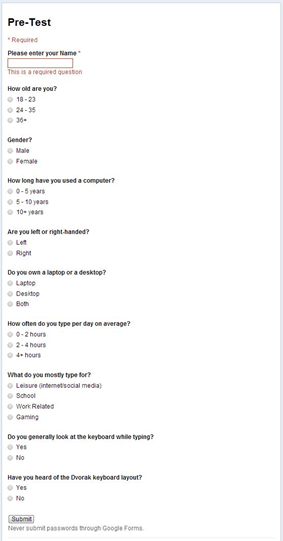 Pre-Test
* Required
Please enter your Name *
This is a required question
How old are you?
18 - 23
24 - 35
36+
Gender?
Male
Female
How long have you used a computer?
0 - 5 years
5 - 10 years
10+ years
Are you left or right-handed?
Left
Right
Do you own a laptop or a desktop?
Laptop
Desktop
Both
How often do you type per day on average?
0 - 2 hours
2 - 4 hours
4+ hours
What do you mostly type for?
Leisure (internet/social media)
School
Work Related
Gaming
Do you generally look at the keyboard while typing?
Yes
No
Have you heard of the Dvorak keyboard layout?
Yes
No
Submit
Never submit passwords through Google Forms.